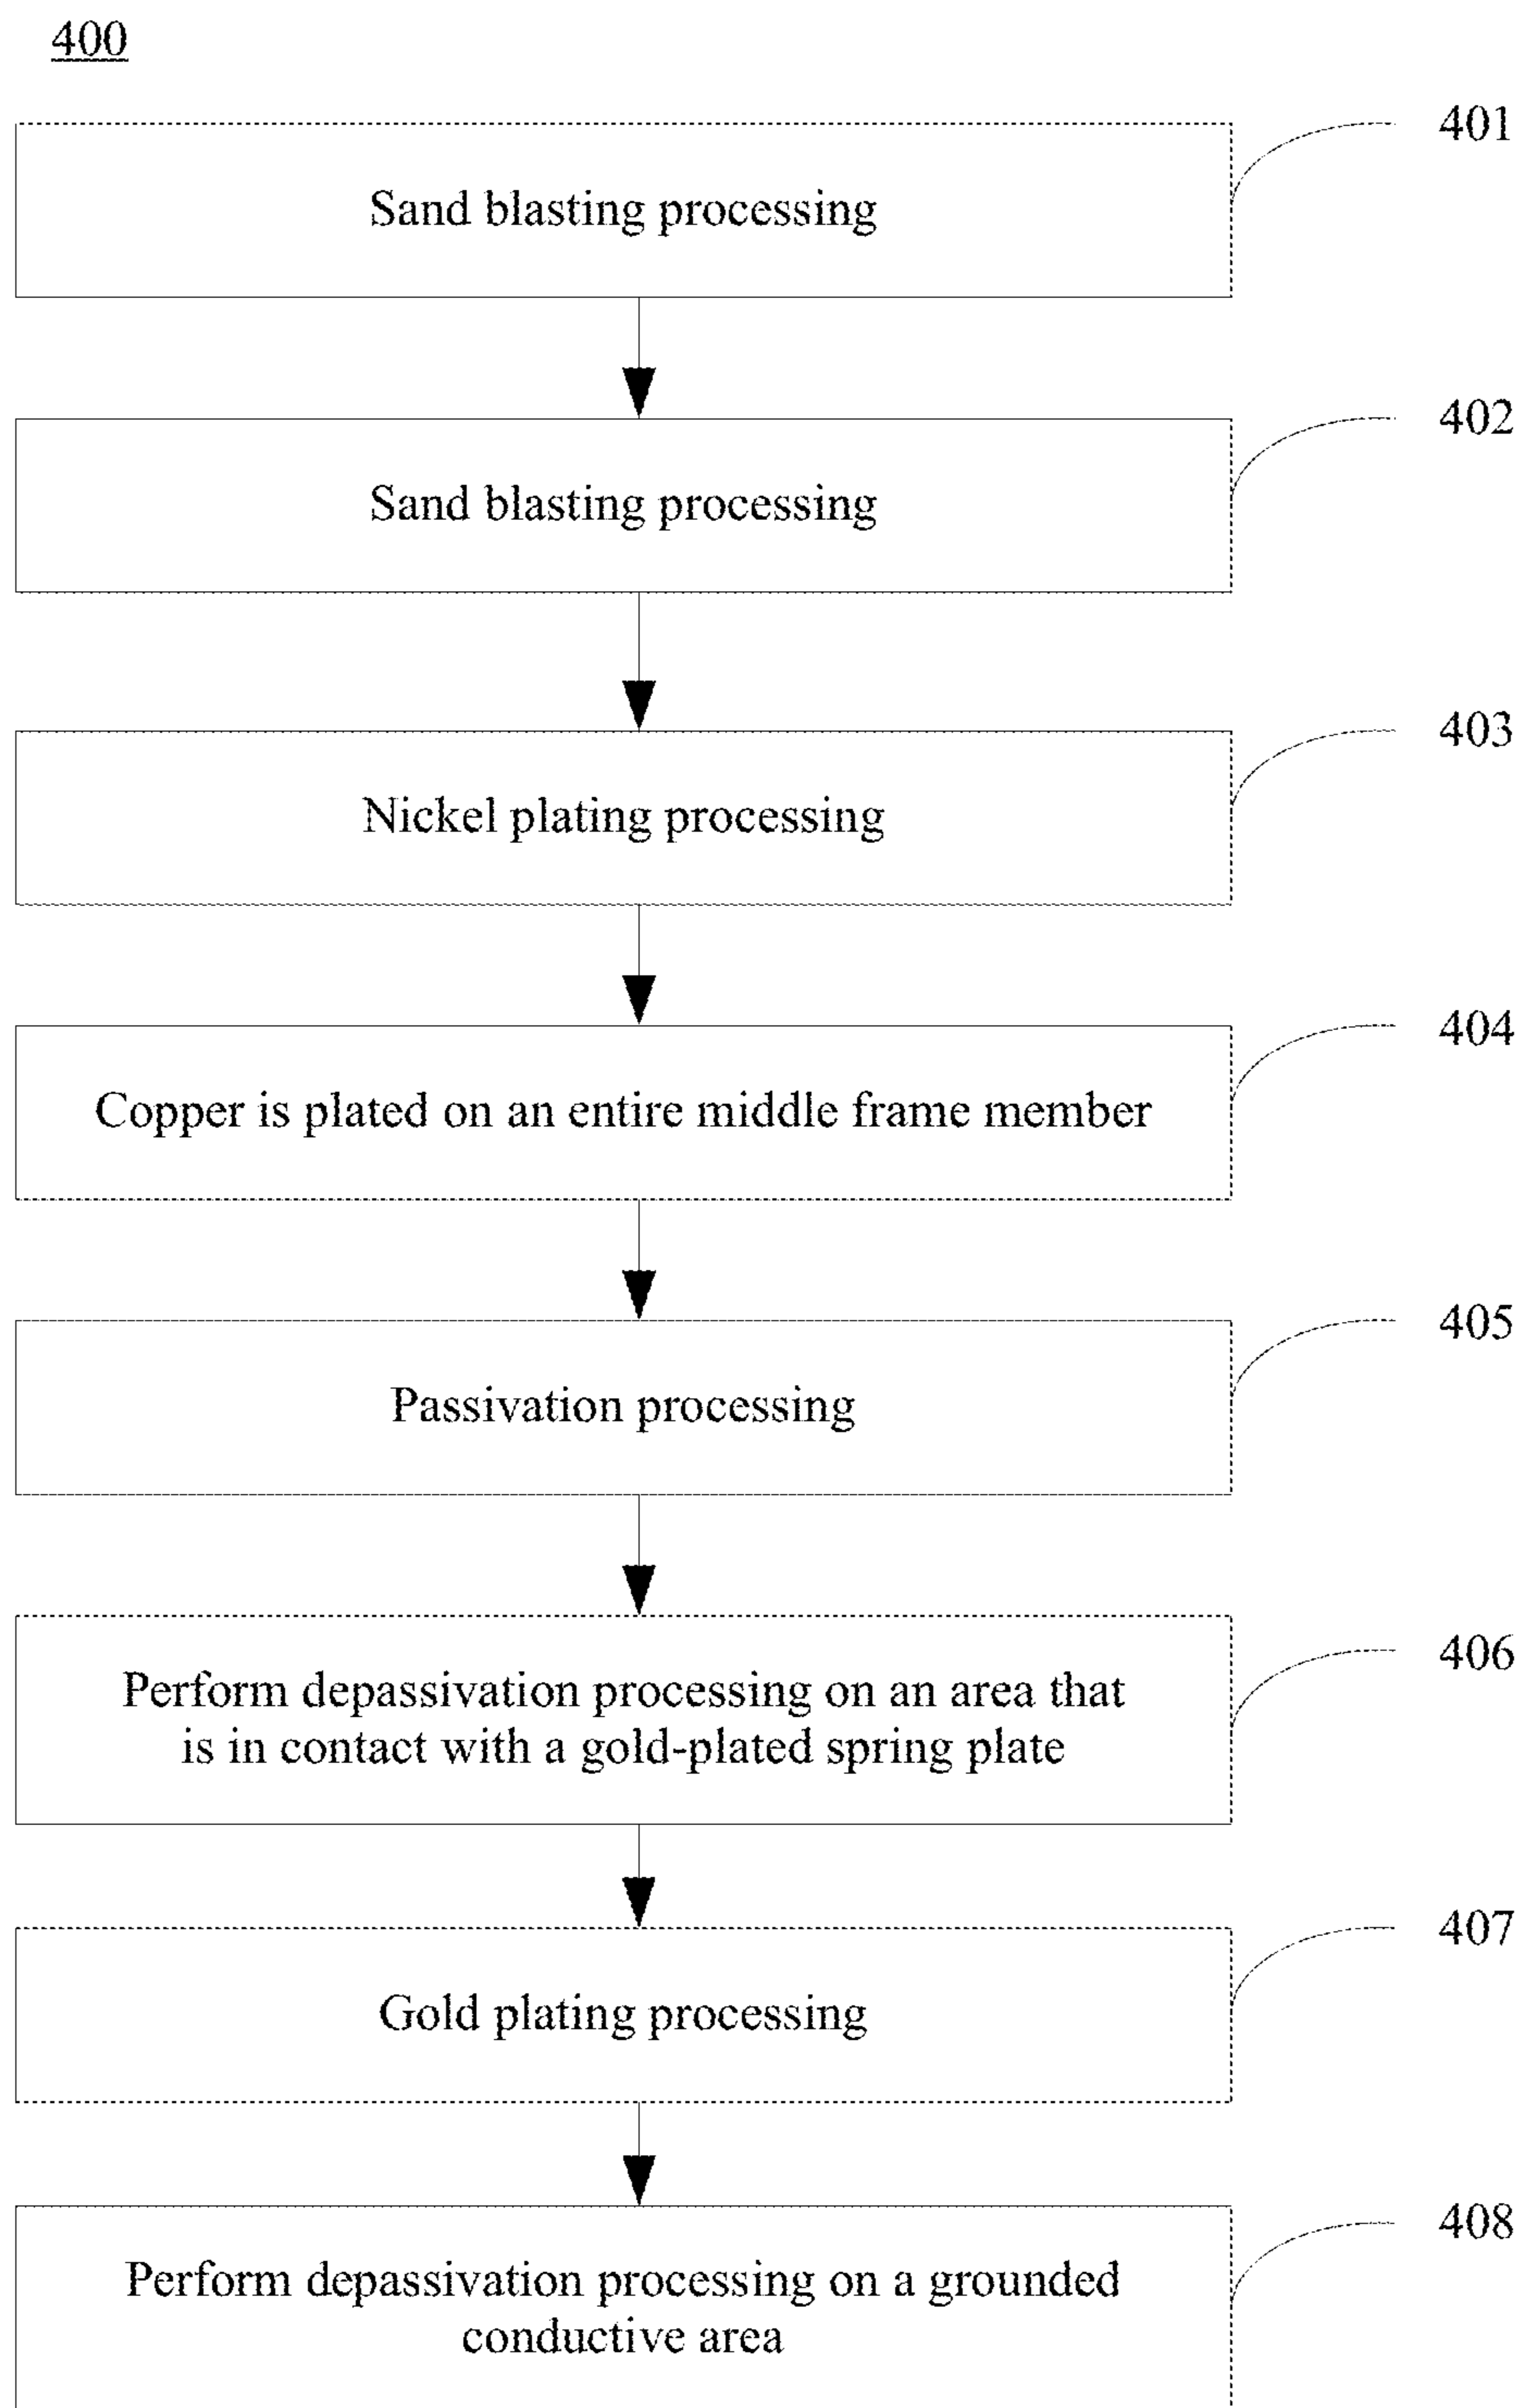 400
401
Sand blasting processing
402
Sand blasting processing
403
Nickel plating processing
404
Copper is plated on an entire middle frame member
405
Passivation processing
406
Perform depassivation processing on an area that
is in contact with a gold-plated spring plate
407
Gold plating processing
408
Perform depassivation processing on a grounded
conductive area